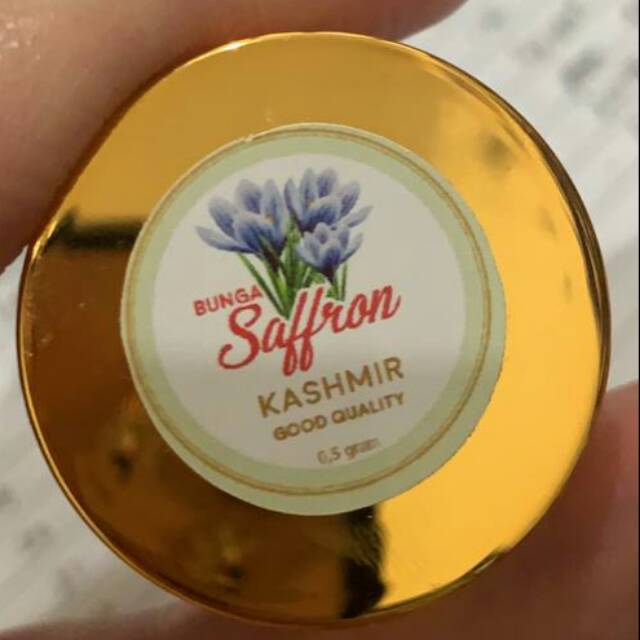 BUNGA
Saffron
KASHMIR
GOOD QUALITY
0,5 gram